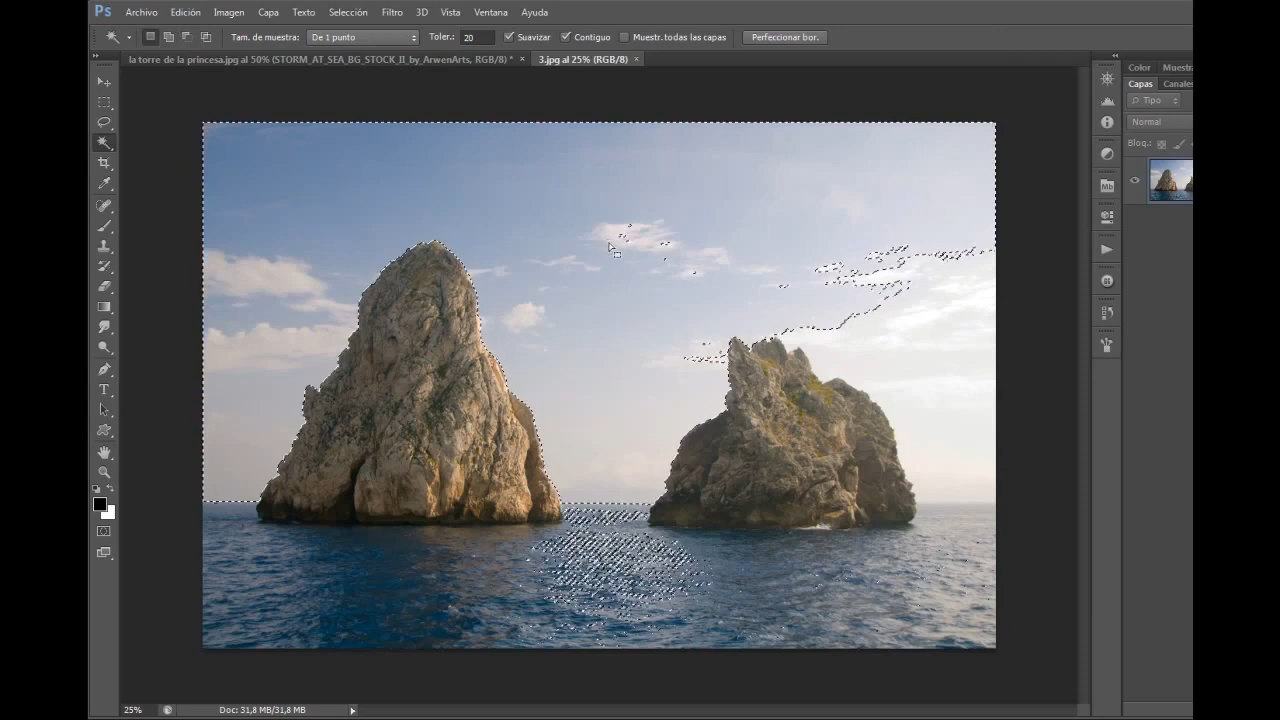 Ps Archivo Edición Imagen Capa Texto Selección Filtro 3D Vista Ventana Ayuda
Tam. de muestra: De 1 punto Toler.: 20 Suavizar Contiguo Muestr. todas las capas Perfeccionar bor.
la torre de la princesa.jpg al 50% (STORM_AT_SEA_BG_STOCK_II_by_ArwenArts, RGB/8) * × 3.jpg al 25% (RGB/8) ×
Color Muestra
Capas Canales
Tipo
Normal
Bloq.:
Mb
T
25% Doc: 31,8 MB/31,8 MB